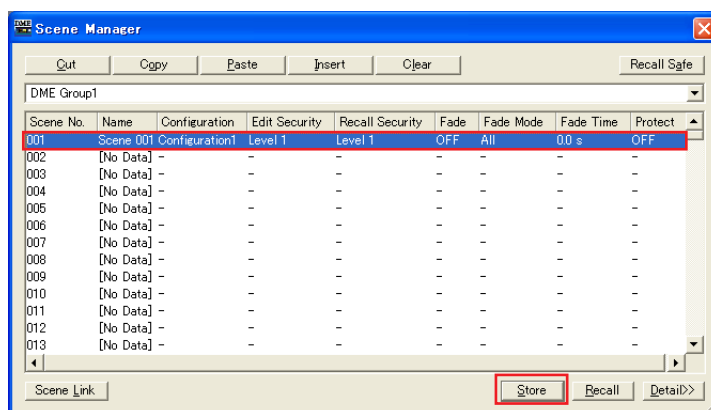 DME Scene Manager
Cut Copy Paste Insert Clear Recall Safe
DME Group1
Scene No. Name Configuration Edit Security Recall Security Fade Fade Mode Fade Time Protect
001 Scene 001 Configuration1 Level 1 Level 1 OFF All 0.0 s OFF
002 [No Data] - - - - - - -
003 [No Data] - - - - - - -
004 [No Data] - - - - - - -
005 [No Data] - - - - - - -
006 [No Data] - - - - - - -
007 [No Data] - - - - - - -
008 [No Data] - - - - - - -
009 [No Data] - - - - - - -
010 [No Data] - - - - - - -
011 [No Data] - - - - - - -
012 [No Data] - - - - - - -
013 [No Data] - - - - - - -
Scene Link Store Recall Detail>>